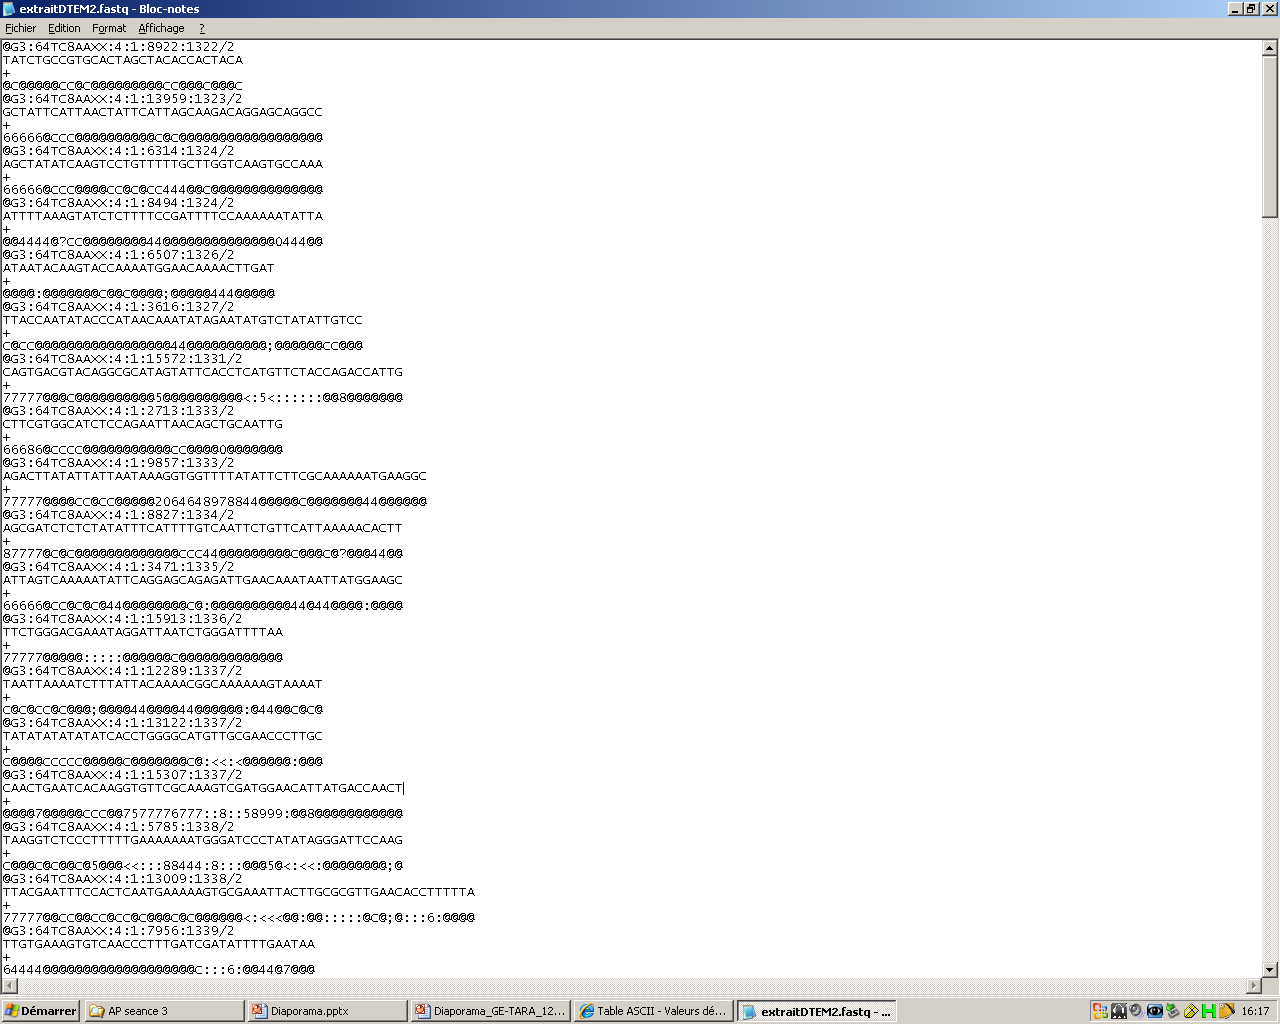 extraitDTEM2.fastq - Bloc-notes
Fichier Edition Format Affichage ?
@G3:64TC8AAXX:4:1:8922:1322/2
TATCTGCCGTGCACTAGCTACACCACTACA
+
@C@@@@@CC@C@@@@@@@@@CC@@@C@@@C
@G3:64TC8AAXX:4:1:13959:1323/2
GCTATTCATTAACTATTCATTAGCAAGACAGGAGCAGGCC
+
66666@CCC@@@@@@@@@@C@C@@@@@@@@@@@@@@@@@@
@G3:64TC8AAXX:4:1:6314:1324/2
AGCTATATCAAGTCCTGTTTTTGCTTGGTCAAGTGCCAAA
+
66666@CCC@@@@CC@C@CC444@@C@@@@@@@@@@@@@@
@G3:64TC8AAXX:4:1:8494:1324/2
ATTTTAAAGTATCTCTTTTCCGATTTTCCAAAAAATATTA
+
@@4444@?CC@@@@@@@@44@@@@@@@@@@@@@@0444@@
@G3:64TC8AAXX:4:1:6507:1326/2
ATAATACAAGTACCAAAATGGAACAAAACTTGAT
+
@@@@:@@@@@@@C@@C@@@@;@@@@@444@@@@@
@G3:64TC8AAXX:4:1:3616:1327/2
TTACCAATATACCCATAACAAATATAGAATATGTCTATATTGTCC
+
C@CC@@@@@@@@@@@@@@@@@44@@@@@@@@@@;@@@@@@CC@@@
@G3:64TC8AAXX:4:1:15572:1331/2
CAGTGACGTACAGGCGCATAGTATTCACCTCATGTTCTACCAGACCATTG
+
77777@@@C@@@@@@@@@@5@@@@@@@@@@<:5<::::::@@8@@@@@@@
@G3:64TC8AAXX:4:1:2713:1333/2
CTTCGTGGCATCTCCAGAATTAACAGCTGCAATTG
+
66686@CCCC@@@@@@@@@@@CC@@@@0@@@@@@@
@G3:64TC8AAXX:4:1:9857:1333/2
AGACTTATATTATTAATAAAGGTGGTTTTATATTCTTCGCAAAAAATGAAGGC
+
77777@@@@CC@CC@@@@@2064648978844@@@@@C@@@@@@@44@@@@@@
@G3:64TC8AAXX:4:1:8827:1334/2
AGCGATCTCTCTATATTTCATTTTGTCAATTCTGTTCATTAAAAACACTT
+
87777@C@C@@@@@@@@@@@@@CCC44@@@@@@@@@C@@@C@?@@@44@@
@G3:64TC8AAXX:4:1:3471:1335/2
ATTAGTCAAAAATATTCAGGAGCAGAGATTGAACAAATAATTATGGAAGC
+
66666@CC@C@C@44@@@@@@@@C@:@@@@@@@@@@44@44@@@@:@@@@
@G3:64TC8AAXX:4:1:15913:1336/2
TTCTGGGACGAAATAGGATTAATCTGGGATTTTAA
+
77777@@@@@:::::@@@@@@C@@@@@@@@@@@@@
@G3:64TC8AAXX:4:1:12289:1337/2
TAATTAAAATCTTTATTACAAAACGGCAAAAAAGTAAAAT
+
C@C@CC@C@@@;@@@@44@@@@44@@@@@@:@44@@C@C@
@G3:64TC8AAXX:4:1:13122:1337/2
TATATATATATATCACCTGGGGCATGTTGCGAACCCTTGC
+
C@@@@CCCCC@@@@@C@@@@@@@C@:<<:<@@@@@@:@@@
@G3:64TC8AAXX:4:1:15307:1337/2
CAACTGAATCACAAGGTGTTCGCAAAGTCGATGGAACATTATGACCAACT
+
@@@@7@@@@@CCC@@7577776777::8::58999:@@8@@@@@@@@@@@
@G3:64TC8AAXX:4:1:5785:1338/2
TAAGGTCTCCCTTTTTGAAAAAAATGGGATCCCTATATAGGGATTCCAAG
+
C@@@C@C@@C@5@@@<<:::88444:8:::@@@5@<:<<:@@@@@@@@;@
@G3:64TC8AAXX:4:1:13009:1338/2
TTACGAATTTCCACTCAATGAAAAAGTGCGAAATTACTTGCGCGTTGAACACCTTTTTA
+
77777@@CC@@CC@CC@C@@@C@C@@@@@@<:<<<@@:@@:::::@C@;@:::6:@@@@
@G3:64TC8AAXX:4:1:7956:1339/2
TTGTGAAAGTGTCAACCCTTTGATCGATATTTTGAATAA
+
64444@@@@@@@@@@@@@@@@@@@C:::6:@@44@7@@@
Démarrer AP seance 3 Diaporama.pptx Diaporama_GE-TARA_12... Table ASCII - Valeurs dé... extraitDTEM2.fastq - ... 16:17